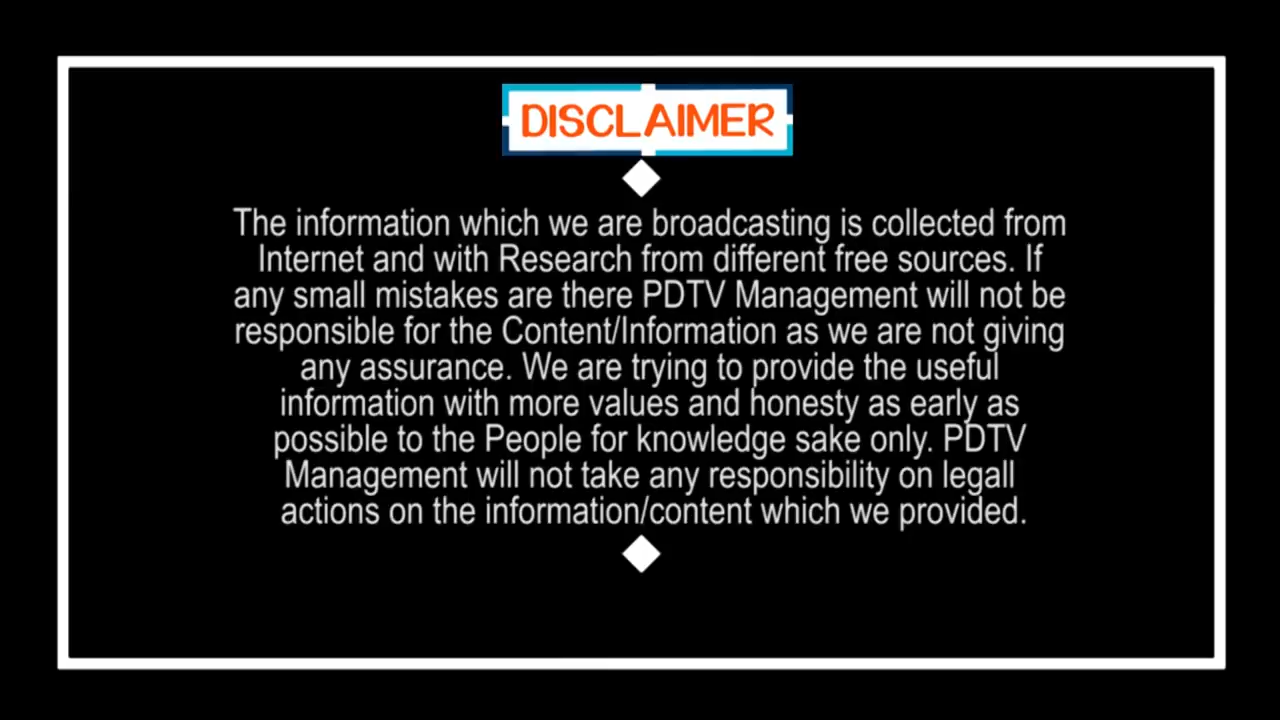 DISCLAIMER
The information which we are broadcasting is collected from
Internet and with Research from different free sources. If
any small mistakes are there PDTV Management will not be
responsible for the Content/Information as we are not giving
any assurance. We are trying to provide the useful
information with more values and honesty as early as
possible to the People for knowledge sake only. PDTV
Management will not take any responsibility on legall
actions on the information/content which we provided.